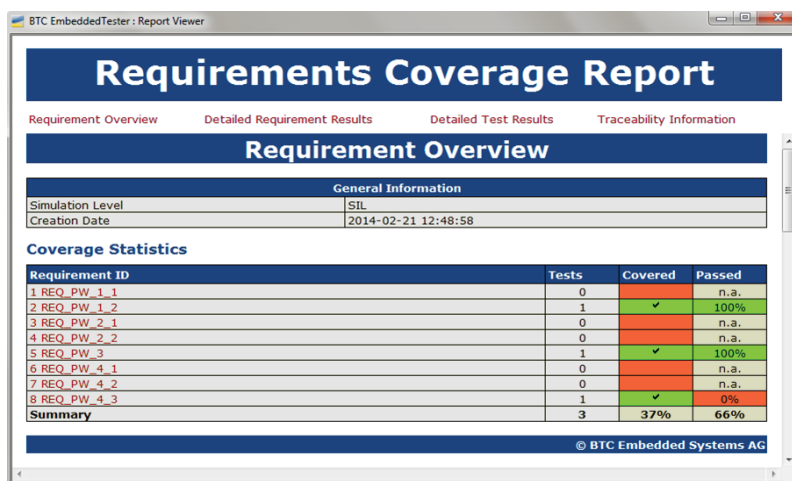 BTC EmbeddedTester : Report Viewer
Requirements Coverage Report
Requirement Overview Detailed Requirement Results Detailed Test Results Traceability Information
Requirement Overview
General Information
Simulation Level SIL
Creation Date 2014-02-21 12:48:58
Coverage Statistics
Requirement ID Tests Covered Passed
1 REQ_PW_1_1 0 n.a.
2 REQ_PW_1_2 1 ✔ 100%
3 REQ_PW_2_1 0 n.a.
4 REQ_PW_2_2 0 n.a.
5 REQ_PW_3 1 ✔ 100%
6 REQ_PW_4_1 0 n.a.
7 REQ_PW_4_2 0 n.a.
8 REQ_PW_4_3 1 ✔ 0%
Summary 3 37% 66%
© BTC Embedded Systems AG